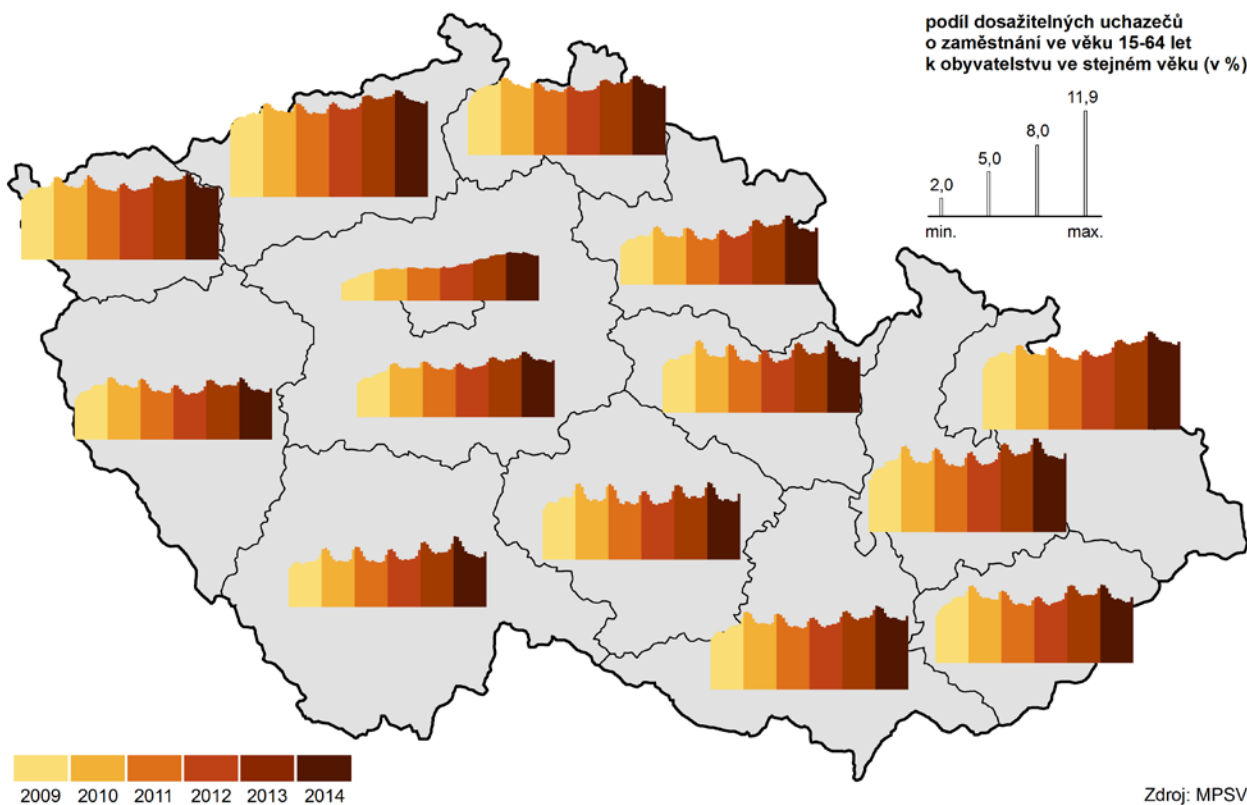 podíl dosažitelných uchazečů
o zaměstnání ve věku 15-64 let
k obyvatelstvu ve stejném věku (v %)
11,9
8,0
5,0
2,0
min.
max.
2009 2010 2011 2012 2013 2014
Zdroj: MPSV